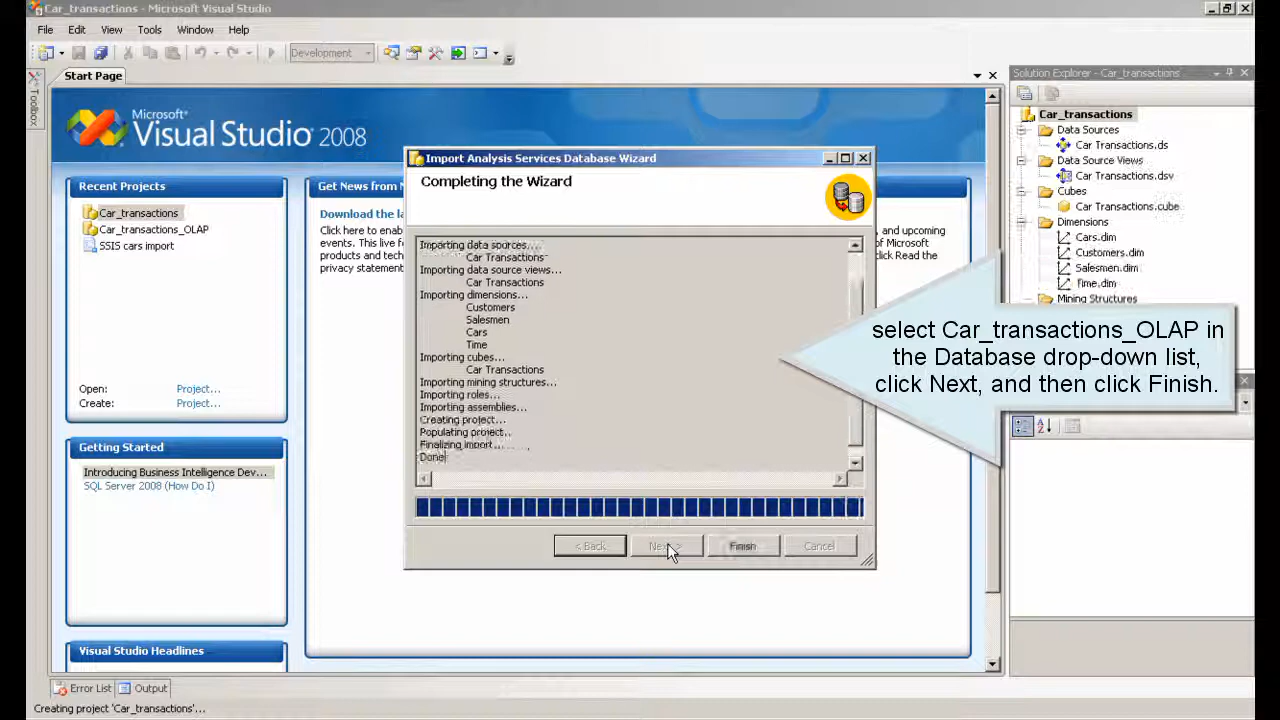 Car_transactions - Microsoft Visual Studio
File Edit View Tools Window Help
Development
Toolbox
Start Page
Microsoft
Visual Studio 2008
Recent Projects
Car_transactions
Car_transactions_OLAP
SSIS cars import
Open: Project...
Create: Project...
Getting Started
Introducing Business Intelligence Dev...
SQL Server 2008 (How Do I)
Visual Studio Headlines
Get News from
Download the la
Click here to enab
events. This live f
projects and tech
privacy statement
, and upcoming
of Microsoft
lick Read the
Import Analysis Services Database Wizard
Completing the Wizard
Importing data sources...
Car Transactions
Importing data source views...
Car Transactions
Importing dimensions...
Customers
Salesmen
Cars
Time
Importing cubes...
Car Transactions
Importing mining structures...
Importing roles...
Importing assemblies...
Creating project...
Populating project...
Finalizing import...
Done
< Back Next > Finish Cancel
Solution Explorer - Car_transactions
Car_transactions
Data Sources
Car Transactions.ds
Data Source Views
Car Transactions.dsv
Cubes
Car Transactions.cube
Dimensions
Cars.dim
Customers.dim
Salesmen.dim
Time.dim
Mining Structures
select Car_transactions_OLAP in
the Database drop-down list,
click Next, and then click Finish.
Error List Output
Creating project 'Car_transactions'...